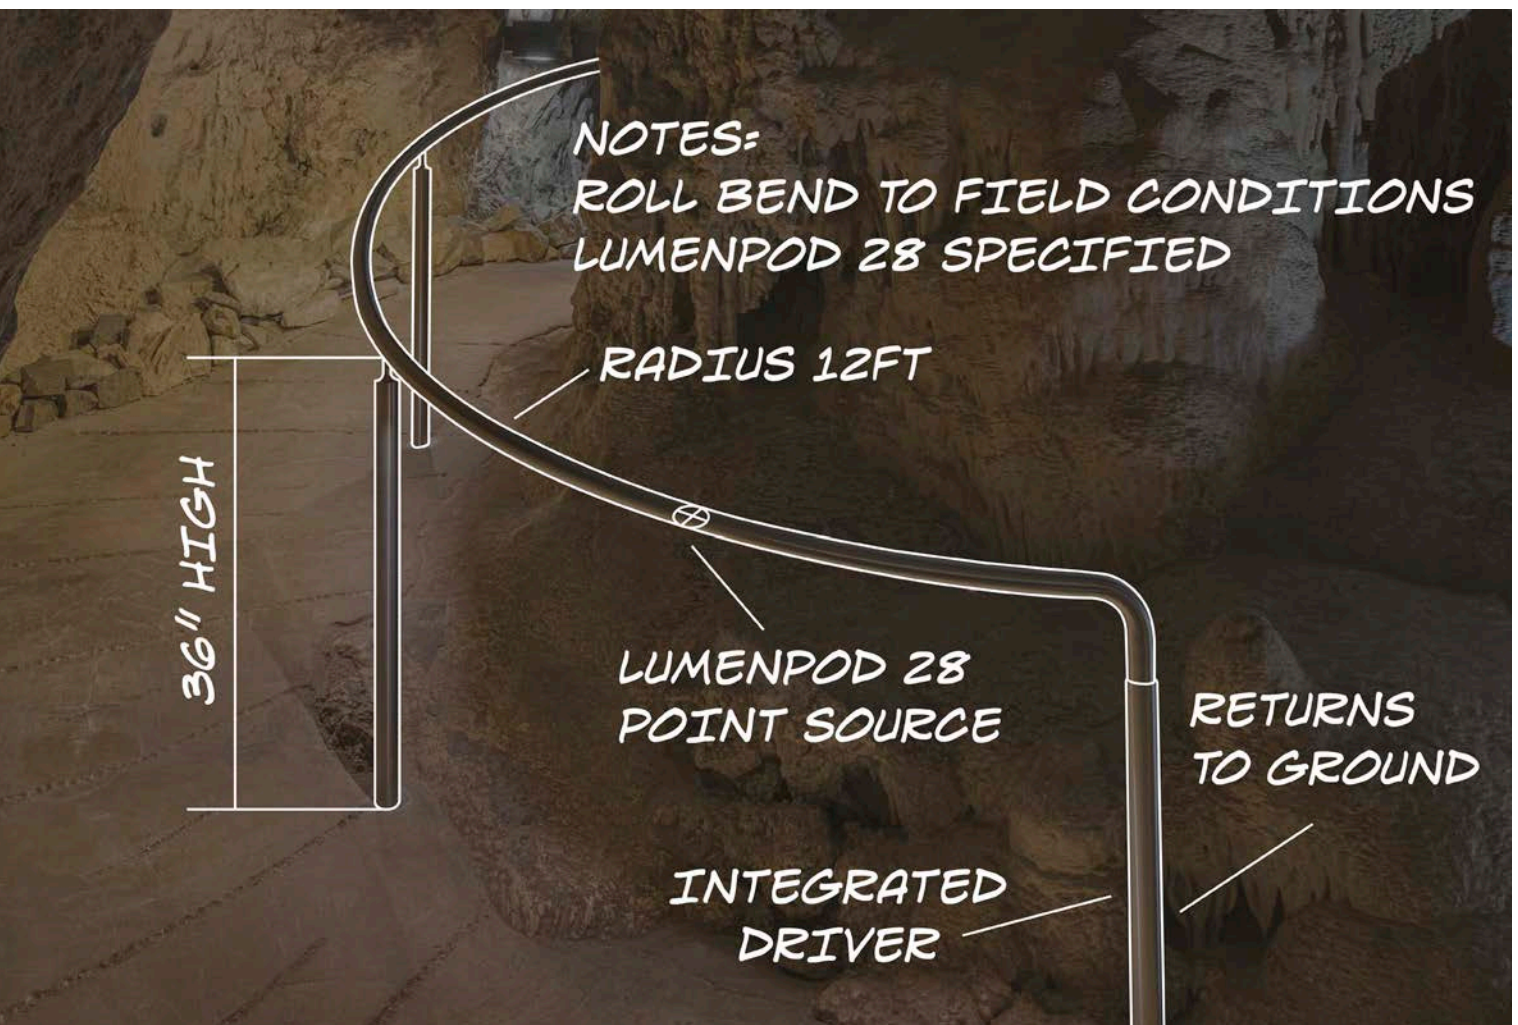 NOTES:
ROLL BEND TO FIELD CONDITIONS
LUMENPOD 28 SPECIFIED
RADIUS 12FT
36" HIGH
LUMENPOD 28
POINT SOURCE
RETURNS
TO GROUND
INTEGRATED
DRIVER